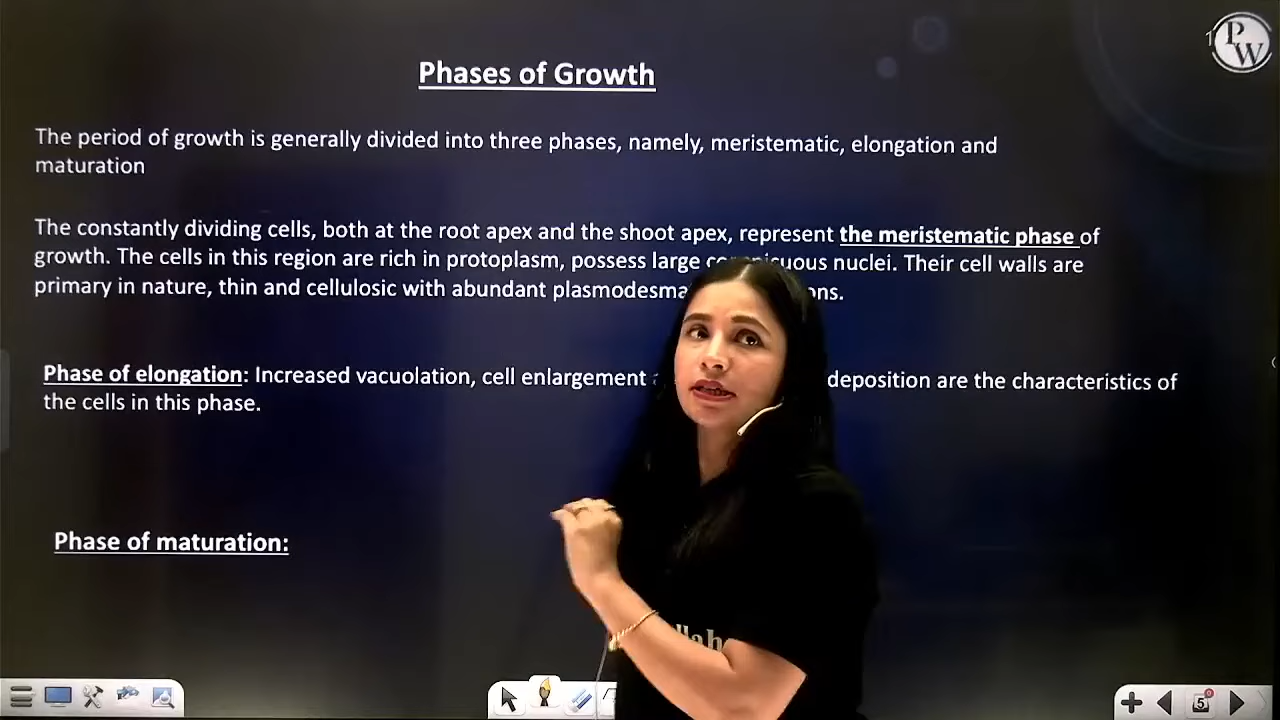 P
W
Phases of Growth
The period of growth is generally divided into three phases, namely, meristematic, elongation and
maturation
The constantly dividing cells, both at the root apex and the shoot apex, represent the meristematic phase of
growth. The cells in this region are rich in protoplasm, possess large nuclei. Their cell walls are
primary in nature, thin and cellulosic with abundant
Phase of elongation: Increased vacuolation, cell enlargement deposition are the characteristics of
the cells in this phase.
Phase of maturation:
5